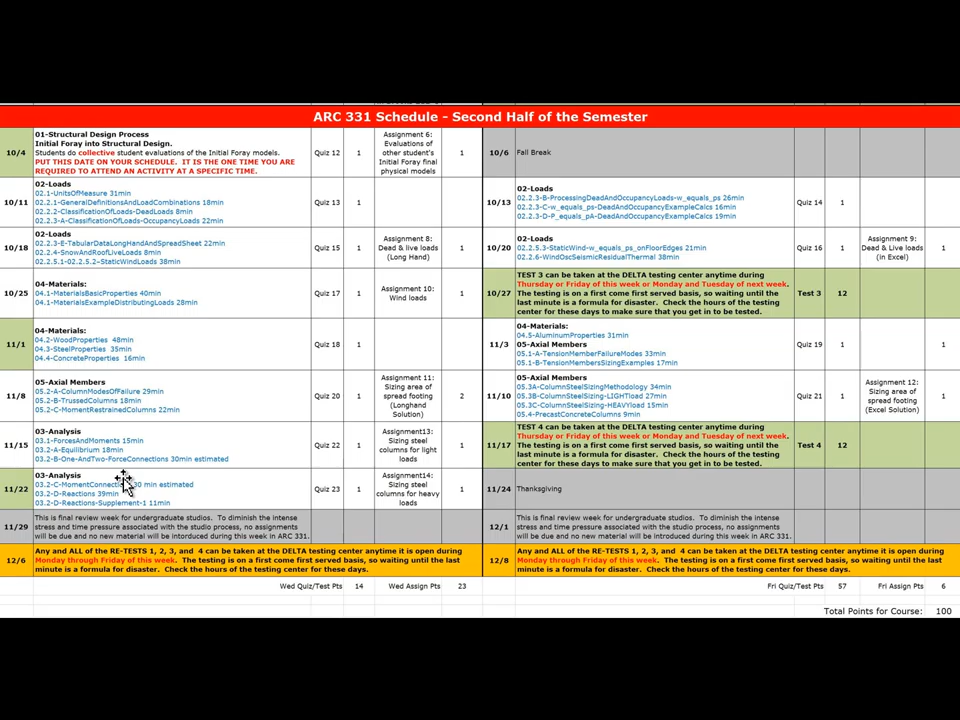 ARC 331 Schedule - Second Half of the Semester
10/4
01-Structural Design Process
Initial Foray into Structural Design.
Students do collective student evaluations of the Initial Foray models.
PUT THIS DATE ON YOUR SCHEDULE. IT IS THE ONE TIME YOU ARE
REQUIRED TO ATTEND AN ACTIVITY AT A SPECIFIC TIME.
Quiz 12
1
Assignment 6:
Evaluations of
other student's
Initial Foray final
physical models
1
10/6
Fall Break
10/11
02-Loads
02.1-UnitsOfMeasure 31min
02.2.1-GeneralDefinitionsAndLoadCombinations 18min
02.2.2-ClassificationOfLoads-DeadLoads 8min
02.2.3-A-ClassificationOfLoads-OccupancyLoads 22min
Quiz 13
1
10/13
02-Loads
02.2.3-B-ProcessingDeadAndOccupancyLoads-w_equals_ps 26min
02.2.3-C-w_equals_ps-DeadAndOccupancyExampleCalcs 16min
02.2.3-D-P_equals_pA-DeadAndOccupancyExampleCalcs 19min
Quiz 14
1
10/18
02-Loads
02.2.3-E-TabularDataLongHandAndSpreadSheet 22min
02.2.4-SnowAndRoofLiveLoads 8min
02.2.5.1-02.2.5.2-StaticWindLoads 38min
Quiz 15
1
Assignment 8:
Dead & live loads
(Long Hand)
1
10/20
02-Loads
02.2.5.3-StaticWind-w_equals_ps_onFloorEdges 21min
02.2.6-WindOscSeismicResidualThermal 38min
Quiz 16
1
Assignment 9:
Dead & Live loads
(in Excel)
1
10/25
04-Materials:
04.1-MaterialsBasicProperties 40min
04.1-MaterialsExampleDistributingLoads 28min
Quiz 17
1
Assignment 10:
Wind loads
1
10/27
TEST 3 can be taken at the DELTA testing center anytime during
Thursday or Friday of this week or Monday and Tuesday of next week.
The testing is on a first come first served basis, so waiting until the
last minute is a formula for disaster. Check the hours of the testing
center for these days to make sure that you get in to be tested.
Test 3
12
11/1
04-Materials:
04.2-WoodProperties 48min
04.3-SteelProperties 35min
04.4-ConcreteProperties 16min
Quiz 18
1
11/3
04-Materials:
04.5-AluminumProperties 31min
05-Axial Members
05.1-A-TensionMemberFailureModes 33min
05.1-B-TensionMembersSizingExamples 17min
Quiz 19
1
1
11/8
05-Axial Members
05.2-A-ColumnModesOfFailure 29min
05.2-B-TrussedColumns 18min
05.2-C-MomentRestrainedColumns 22min
Quiz 20
1
Assignment 11:
Sizing area of
spread footing
(Longhand
Solution)
2
11/10
05-Axial Members
05.3A-ColumnSteelSizingMethodology 34min
05.3B-ColumnSteelSizing-LIGHTload 27min
05.3C-ColumnSteelSizing-HEAVYload 15min
05.4-PrecastConcreteColumns 9min
Quiz 21
1
Assignment 12:
Sizing area of
spread footing
(Excel Solution)
1
11/15
03-Analysis
03.1-ForcesAndMoments 15min
03.2-A-Equilibrium 18min
03.2-B-One-AndTwo-ForceConnections 30min estimated
Quiz 22
1
Assignment13:
Sizing steel
columns for light
loads
1
11/17
TEST 4 can be taken at the DELTA testing center anytime during
Thursday or Friday of this week or Monday and Tuesday of next week.
The testing is on a first come first served basis, so waiting until the
last minute is a formula for disaster. Check the hours of the testing
center for these days to make sure that you get in to be tested.
Test 4
12
11/22
03-Analysis
03.2-C-MomentConnecti 30 min estimated
03.2-D-Reactions 39min
03.2-D-Reactions-Supplement-1 11min
Quiz 23
1
Assignment14:
Sizing steel
columns for heavy
loads
1
11/24
Thanksgiving
11/29
This is final review week for undergraduate studios. To diminish the intense
stress and time pressure associated with the studio process, no assignments
will be due and no new material will be intorduced during this week in ARC 331.
12/1
This is final review week for undergraduate studios. To diminish the intense
stress and time pressure associated with the studio process, no assignments
will be due and no new material will be intorduced during this week in ARC 331.
12/6
Any and ALL of the RE-TESTS 1, 2, 3, and 4 can be taken at the DELTA testing center anytime it is open during
Monday through Friday of this week. The testing is on a first come first served basis, so waiting until the last
minute is a formula for disaster. Check the hours of the testing center for these days.
12/8
Any and ALL of the RE-TESTS 1, 2, 3, and 4 can be taken at the DELTA testing center anytime it is open during
Monday through Friday of this week. The testing is on a first come first served basis, so waiting until the last
minute is a formula for disaster. Check the hours of the testing center for these days.
Wed Quiz/Test Pts
14
Wed Assign Pts
23
Fri Quiz/Test Pts
57
Fri Assign Pts
6
Total Points for Course:
100